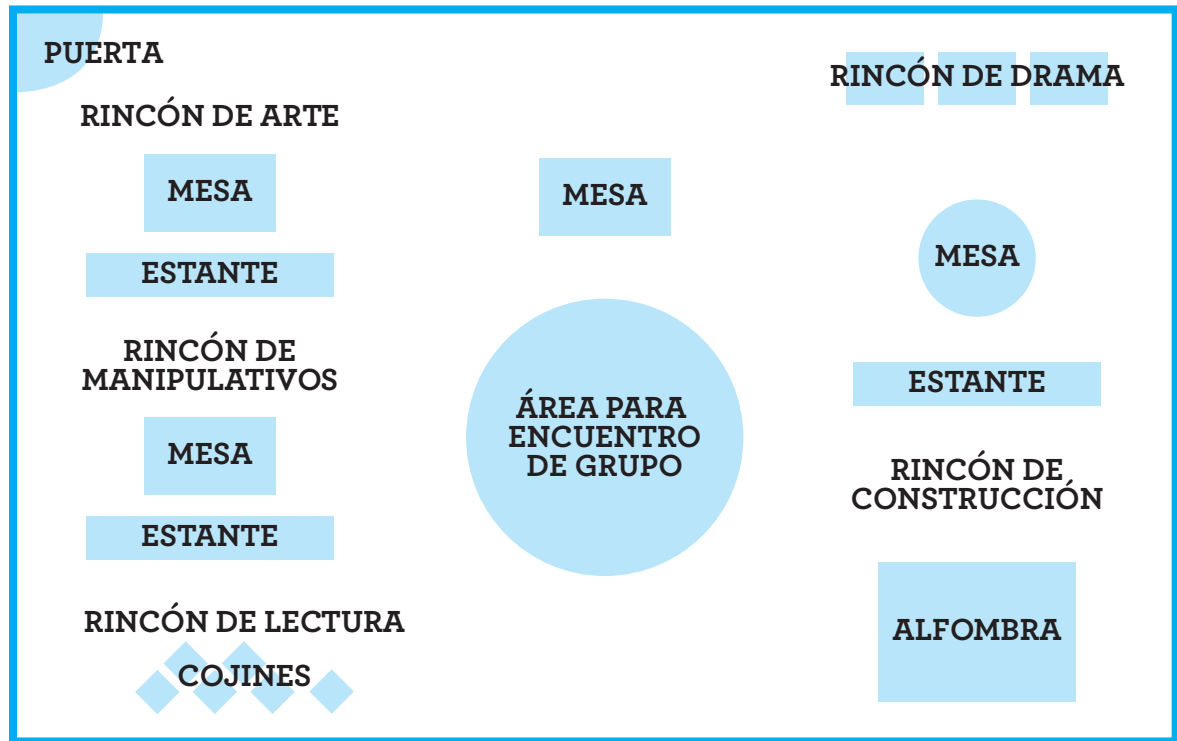 PUERTA
RINCÓN DE ARTE
MESA
ESTANTE
RINCÓN DE
MANIPULATIVOS
MESA
ESTANTE
RINCÓN DE LECTURA
COJINES
MESA
ÁREA PARA
ENCUENTRO
DE GRUPO
RINCÓN DE DRAMA
MESA
ESTANTE
RINCÓN DE
CONSTRUCCIÓN
ALFOMBRA